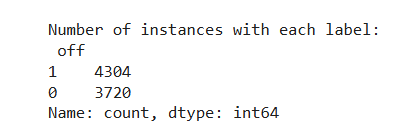 Number of instances with each label:
off
1    4304
0    3720
Name: count, dtype: int64